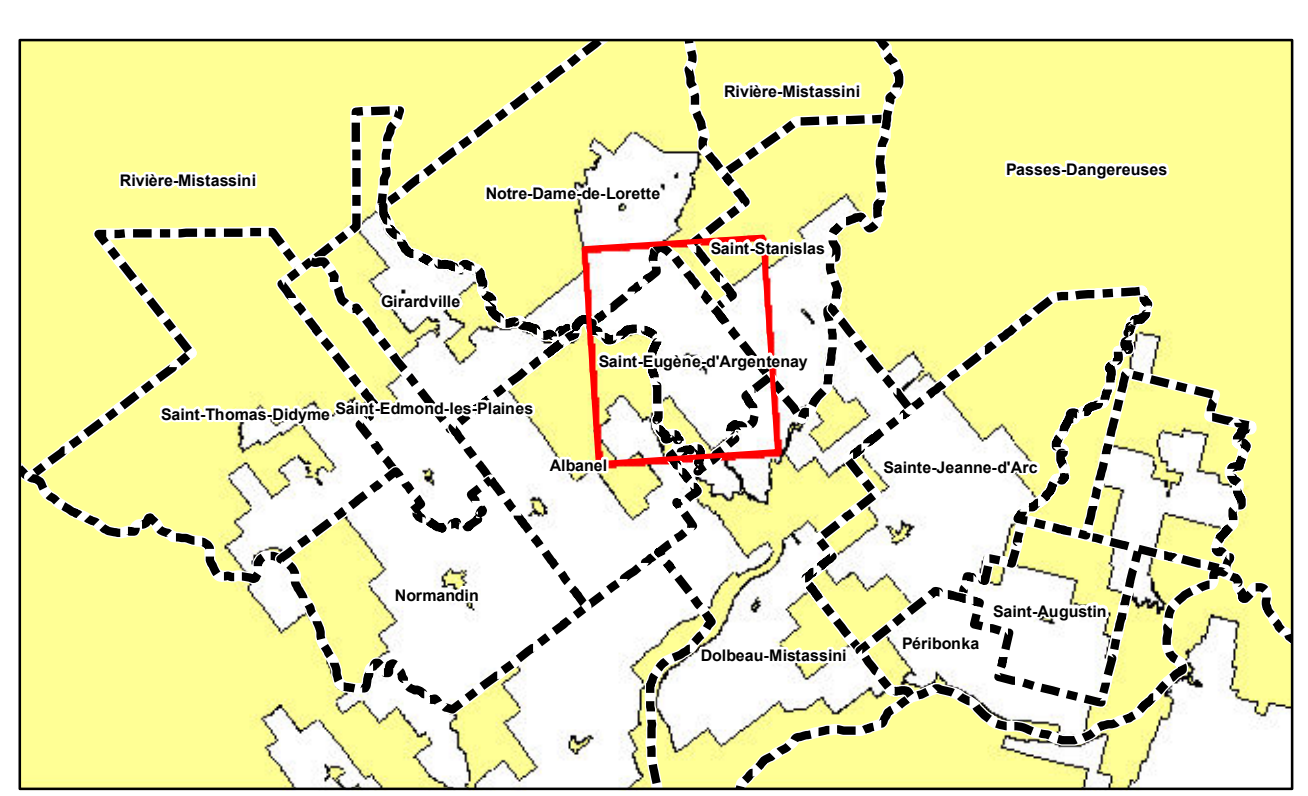 Rivière-Mistassini
Passes-Dangereuses
Rivière-Mistassini
Notre-Dame-de-Lorette
Saint-Stanislas
Girardville
Saint-Eugène-d'Argentenay
Saint-Thomas-Didyme
Saint-Edmond-les-Plaines
Albanel
Sainte-Jeanne-d'Arc
Normandin
Saint-Augustin
Péribonka
Dolbeau-Mistassini